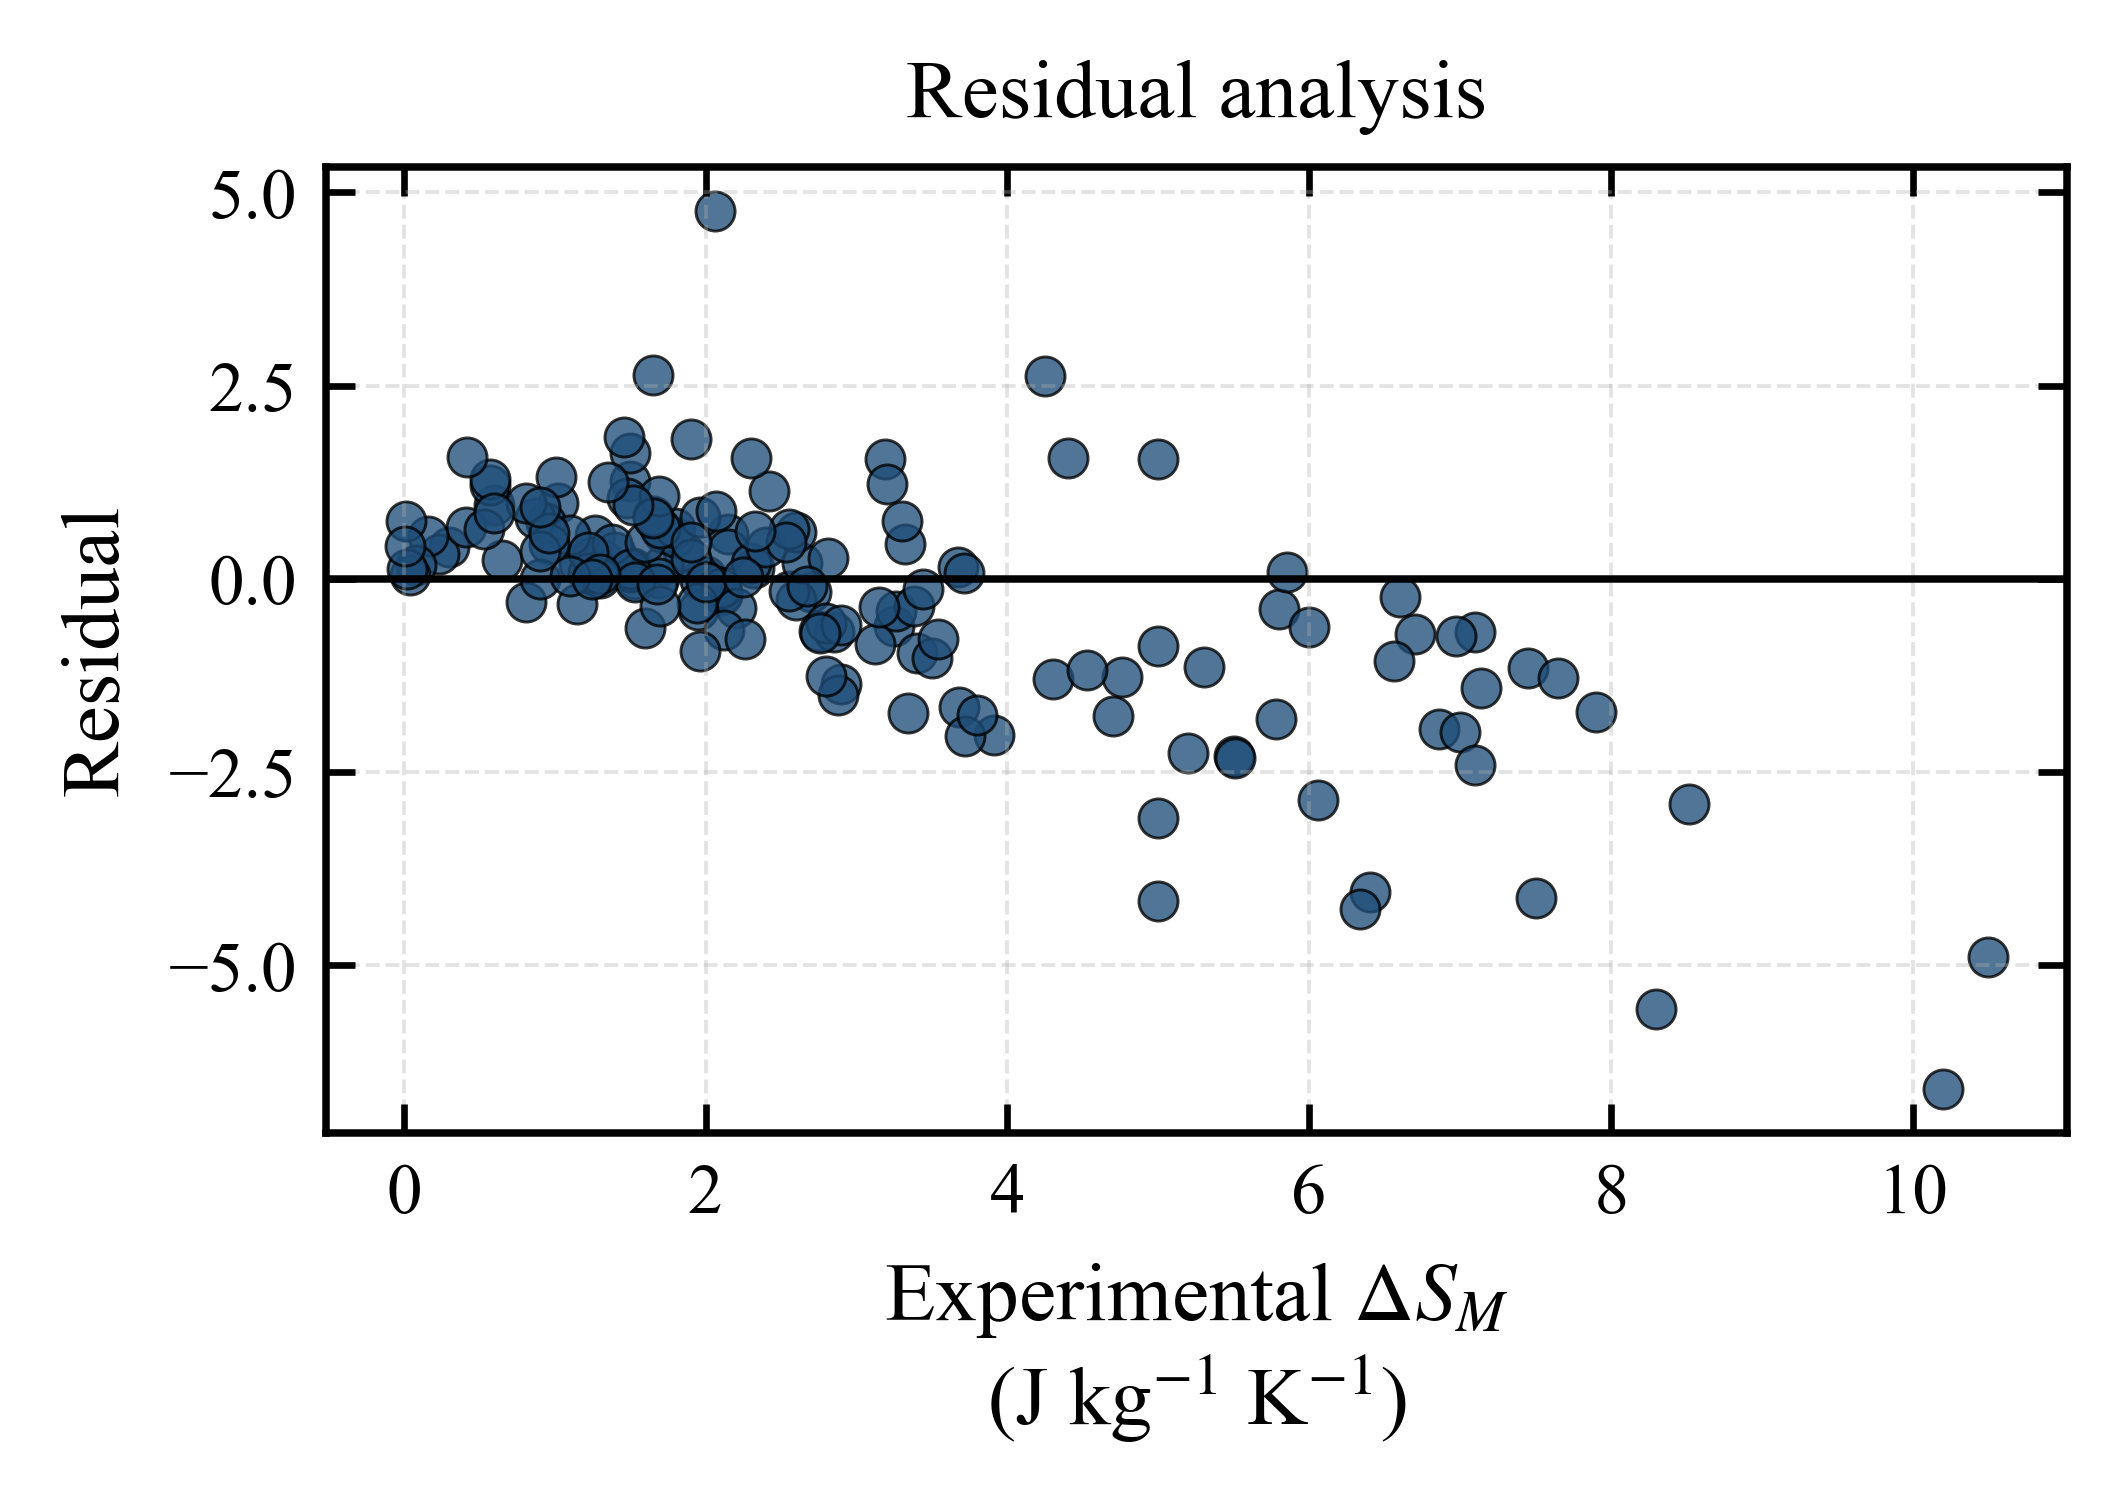 Residual analysis
5.0
2.5
0.0
−2.5
−5.0
Residual
0 2 4 6 8 10
Experimental ΔS_M
(J kg⁻¹ K⁻¹)